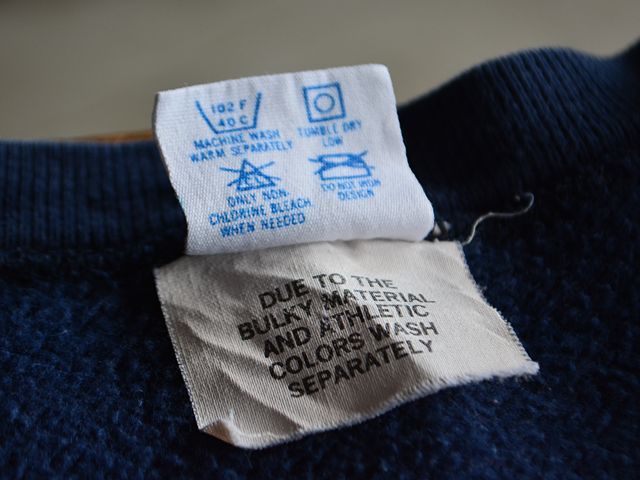 102 F
40 C
MACHINE WASH
WARM SEPARATELY
TUMBLE DRY
LOW
ONLY NON-
CHLORINE BLEACH
WHEN NEEDED
DO NOT IRON
DESIGN
DUE TO THE
BULKY MATERIAL
AND ATHLETIC
COLORS WASH
SEPARATELY